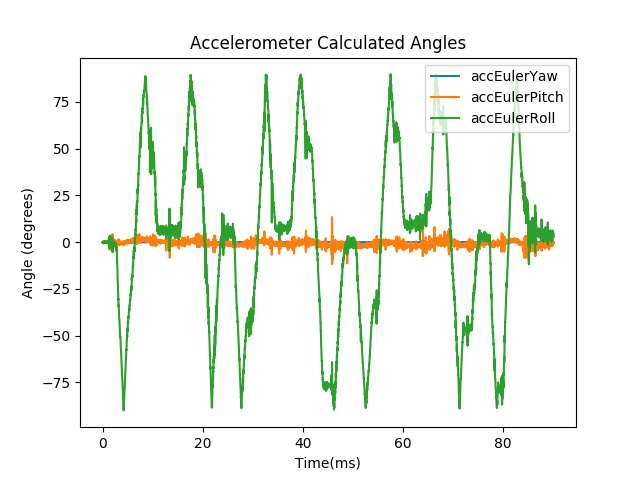 Accelerometer Calculated Angles
accEulerYaw
accEulerPitch
accEulerRoll
75
50
25
0
−25
−50
−75
Angle (degrees)
0
20
40
60
80
Time(ms)